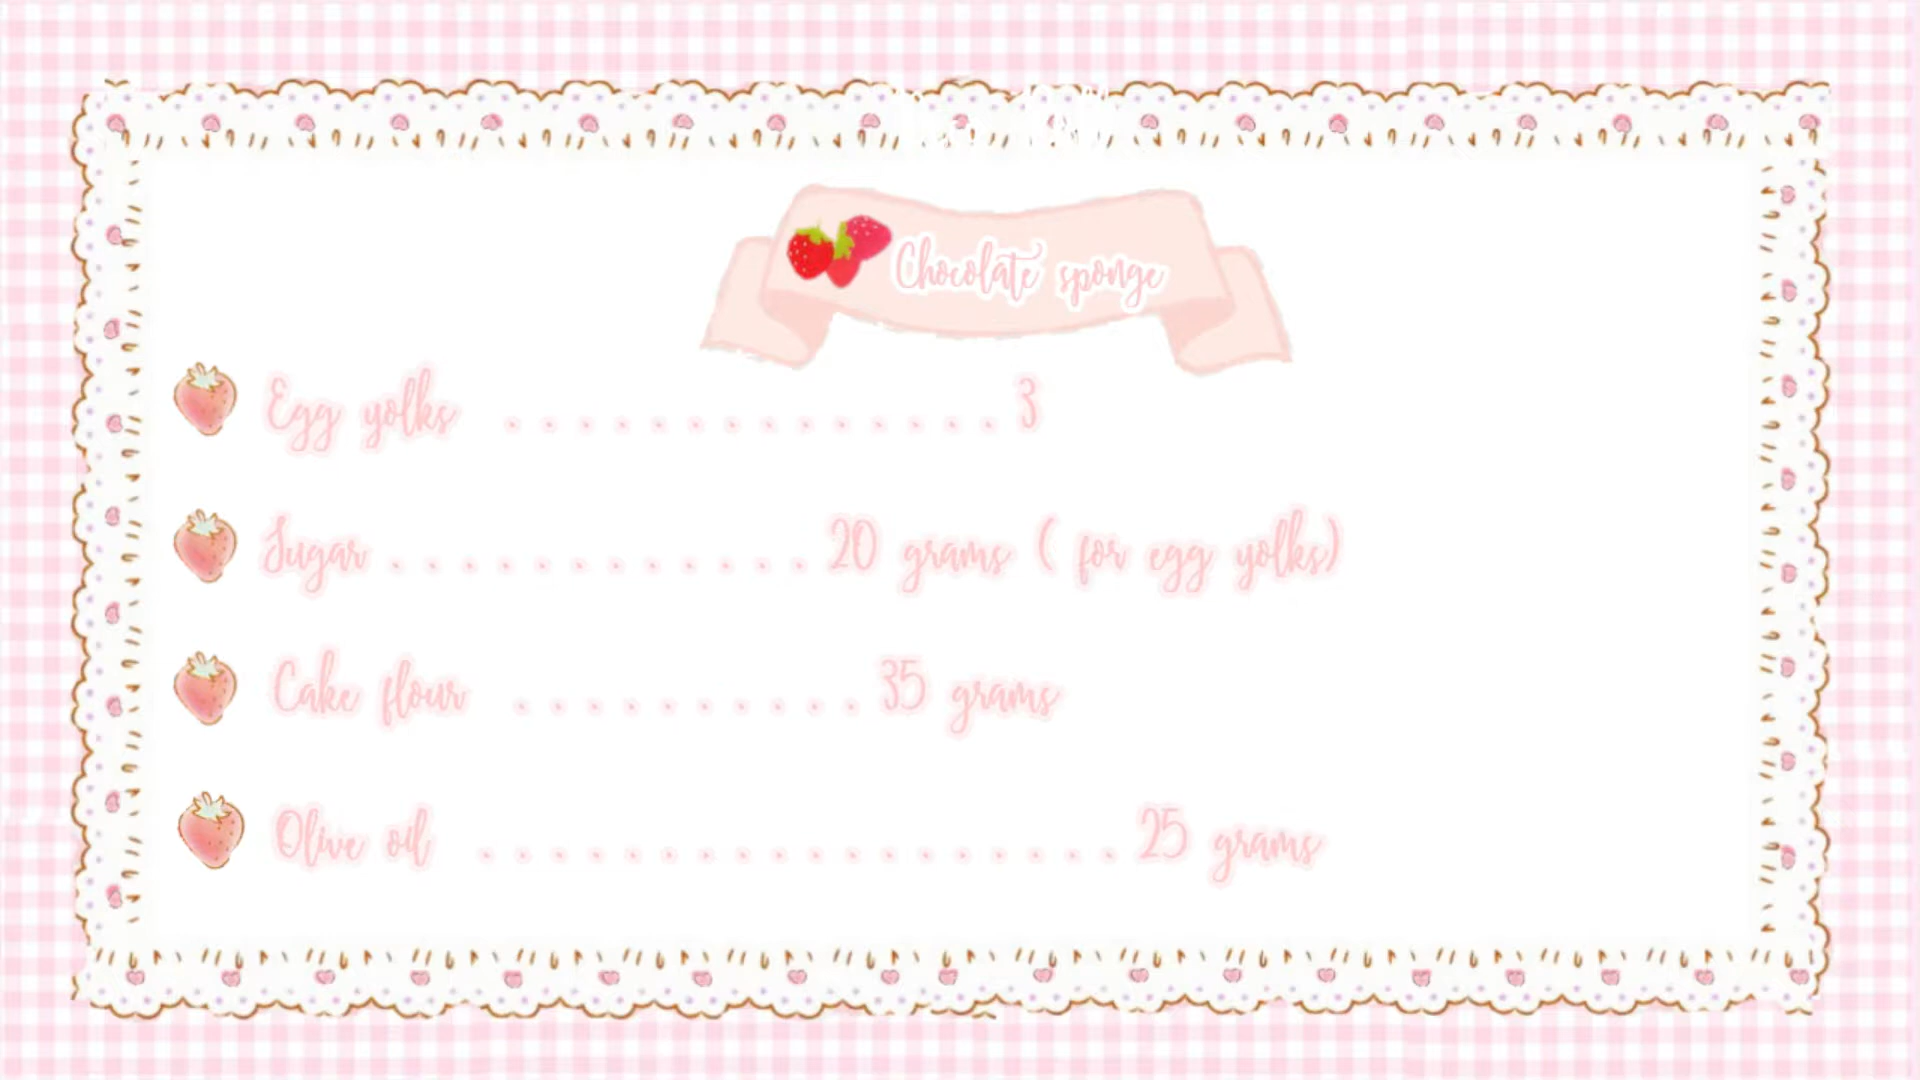 Chocolate sponge
Egg yolks . . . . . . . . . . . . . . 3
Sugar . . . . . . . . . . . . 20 grams ( for egg yolks)
Cake flour . . . . . . . . . . 35 grams
Olive oil . . . . . . . . . . . . . . . . . . 25 grams